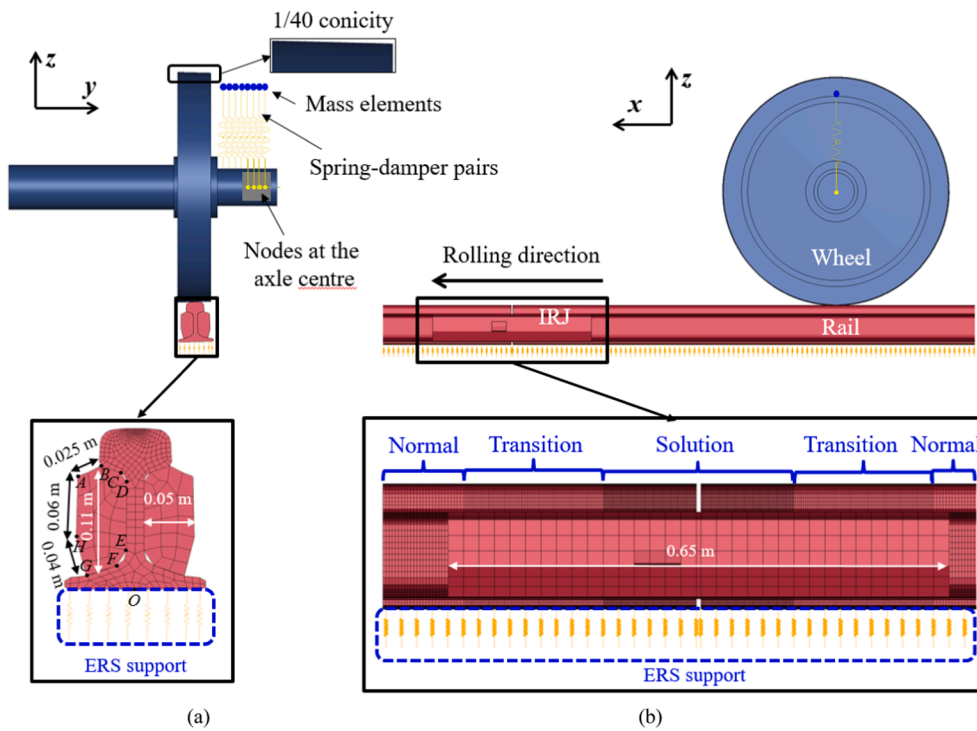 1/40 conicity
z
y
Mass elements
Spring-damper pairs
Nodes at the
axle centre
z
x
Wheel
Rolling direction
IRJ
Rail
0.025 m
A
B
C
D
0.06 m
0.11 m
0.05 m
H
E
F
0.04 m
G
O
ERS support
(a)
Normal
Transition
Solution
Transition
Normal
0.65 m
ERS support
(b)